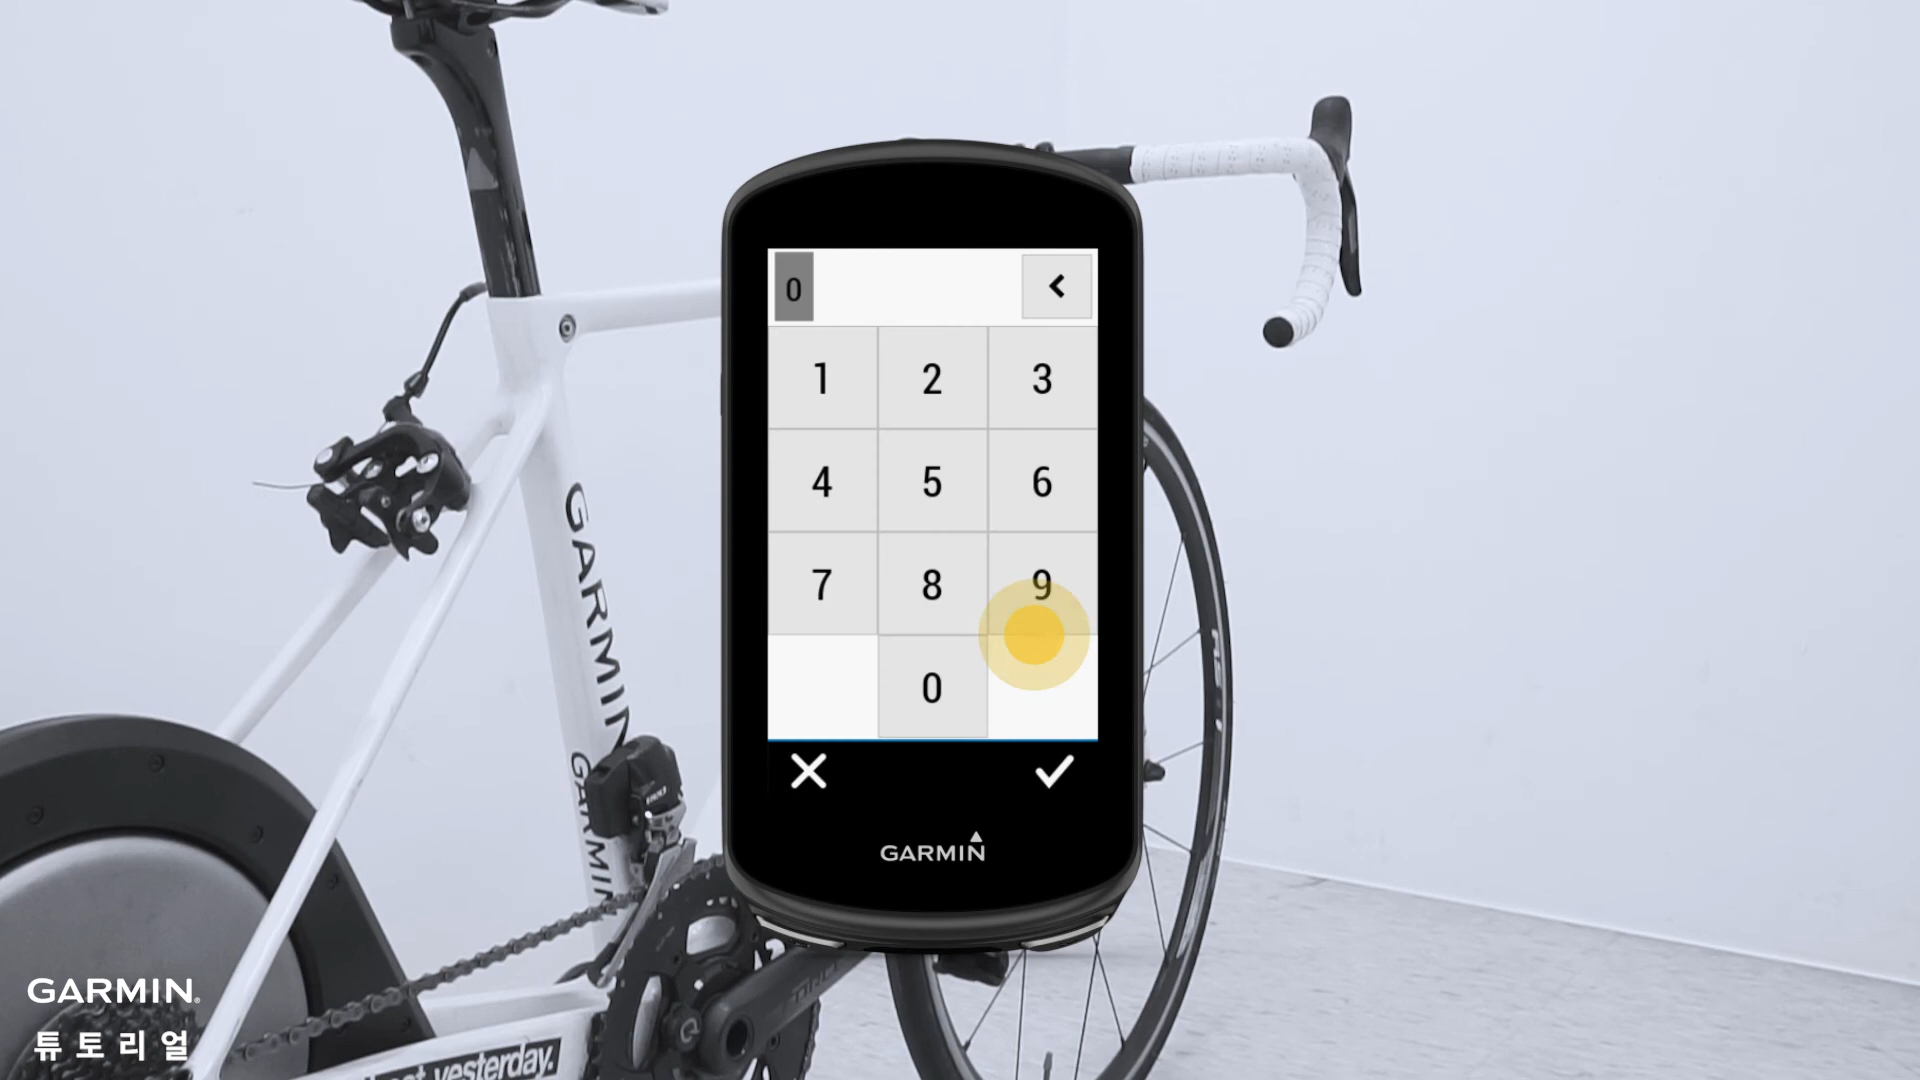 0
1 2 3
4 5 6
7 8 9
0
GARMIN
GARMIN
GARMIN
yesterday.
GARMIN
튜토리얼